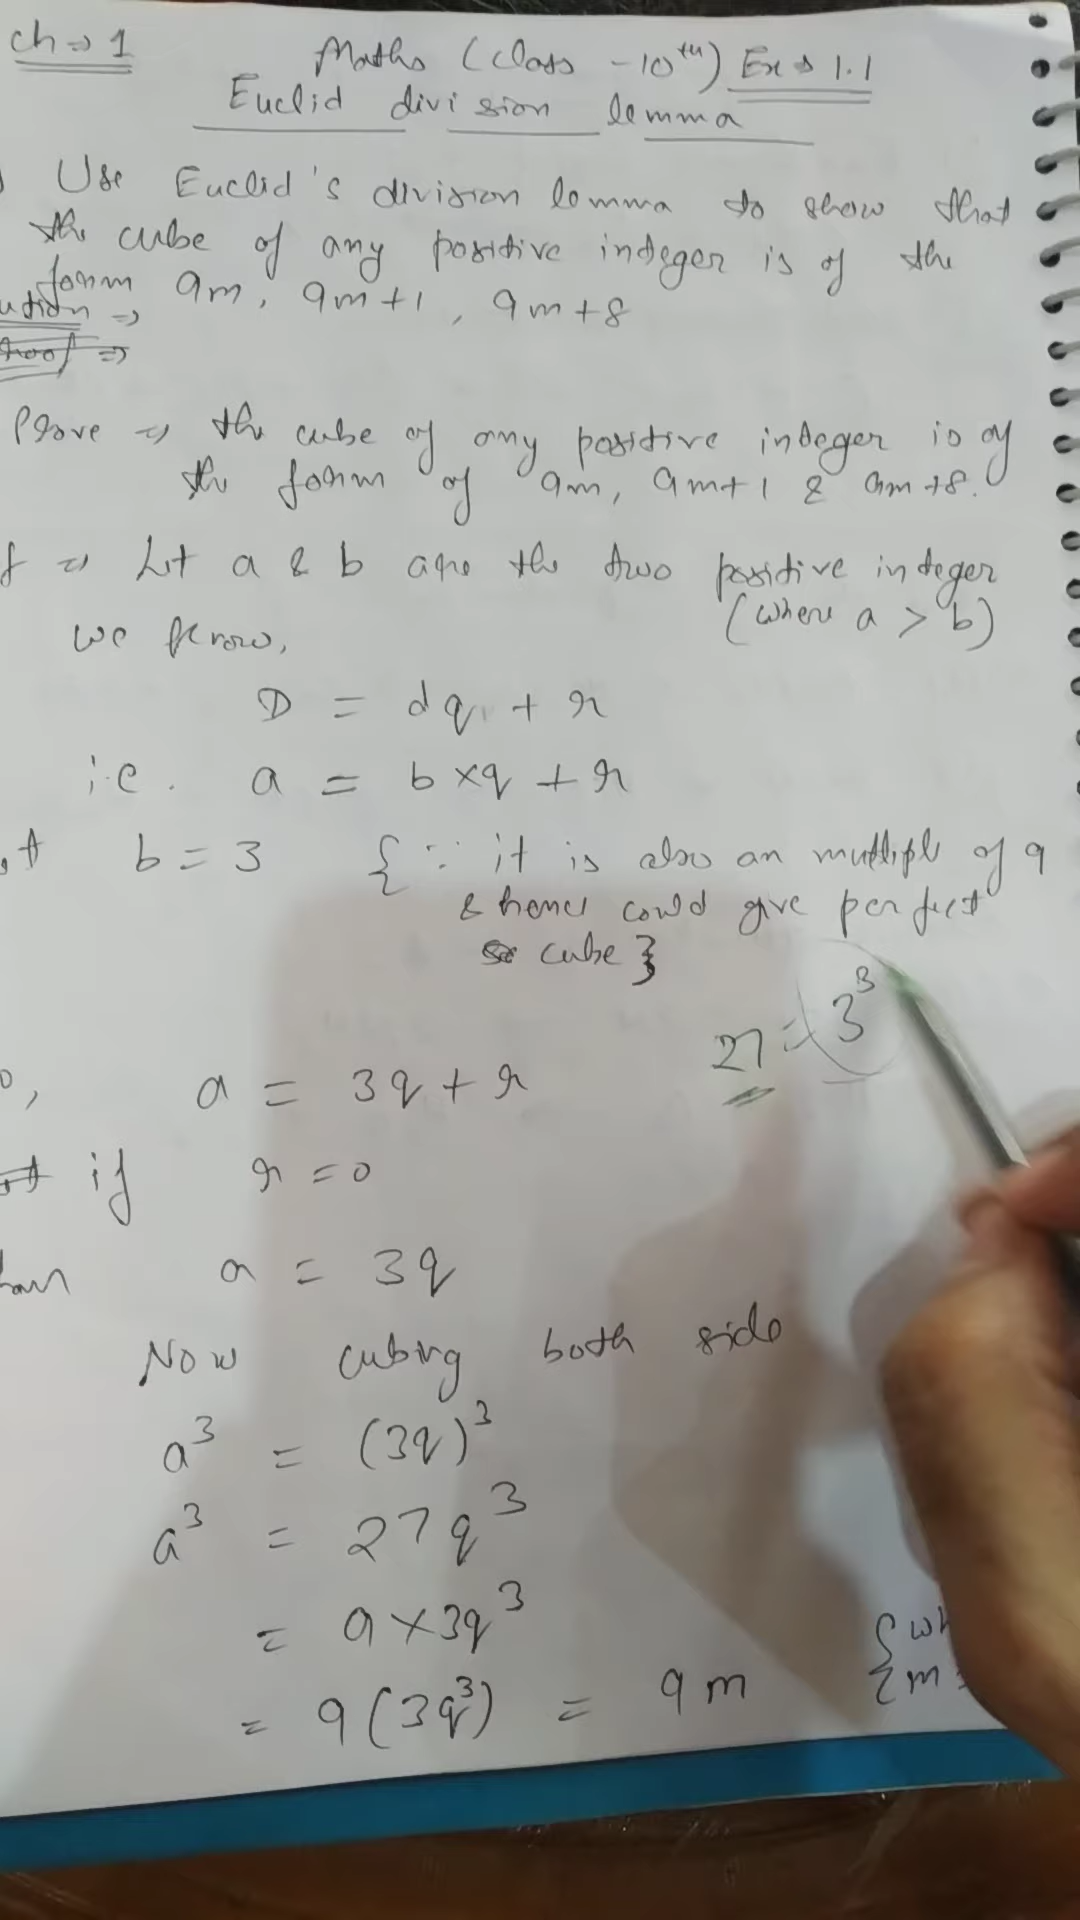 ch → 1
Maths (class - 10th) Ex → 1.1
Euclid division lemma
Use Euclid's division lemma to show that
the cube of any positive integer is of the
form 9m, 9m+1, 9m+8
ution ⇒
Proof ⇒
Prove ⇒ the cube of any positive integer is of
the form of 9m, 9m+1 & 9m+8.
f ⇒ Let a & b are the two positive integer
(where a > b)
we know,
D = dq + r
i.e. a = b×q + r
b = 3 {∵ it is also an multiple of 9
& hence could give perfect
cube}
27 = 3³
a = 3q + r
if r = 0
a = 3q
Now cubing both side
a³ = (3q)³
a³ = 27q³
= 9×3q³
= 9(3q³) = 9m {wh
m =